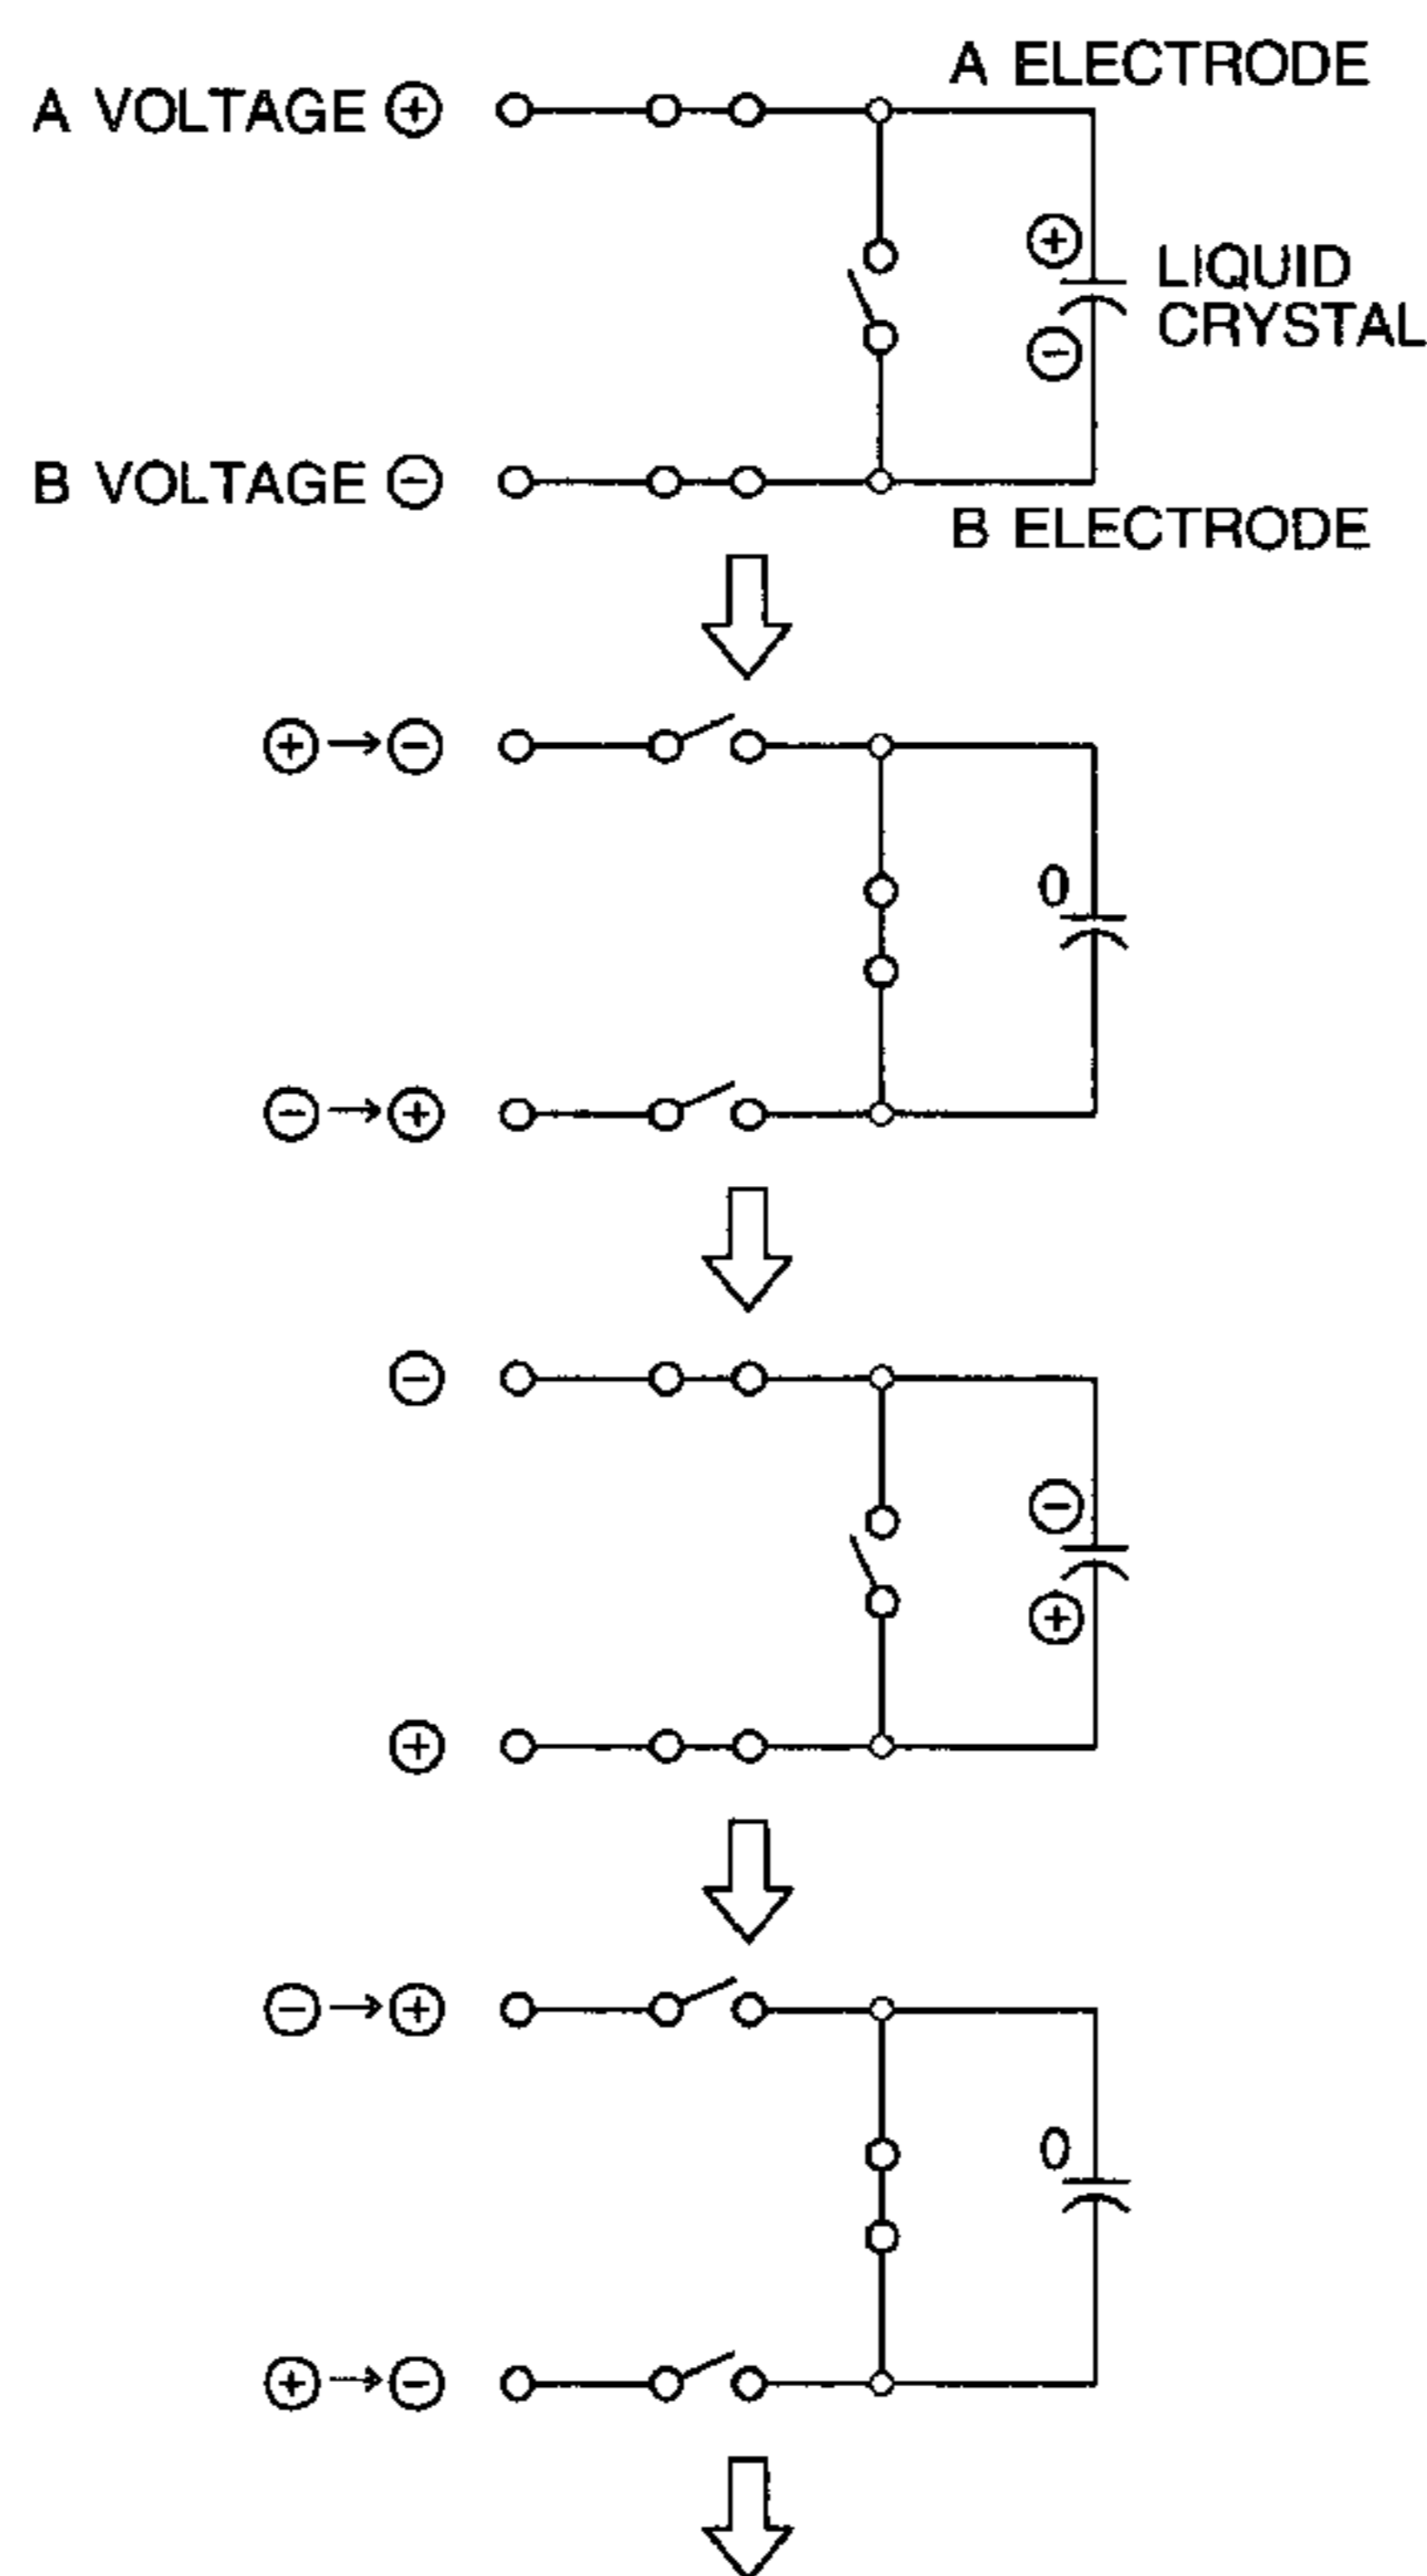 A ELECTRODE
A VOLTAGE ⊕
⊕
LIQUID
CRYSTAL
⊖
B VOLTAGE ⊖
B ELECTRODE
⊕→⊖
0
⊖→⊕
⊖
⊖
⊕
⊕
⊖→⊕
0
⊕→⊖